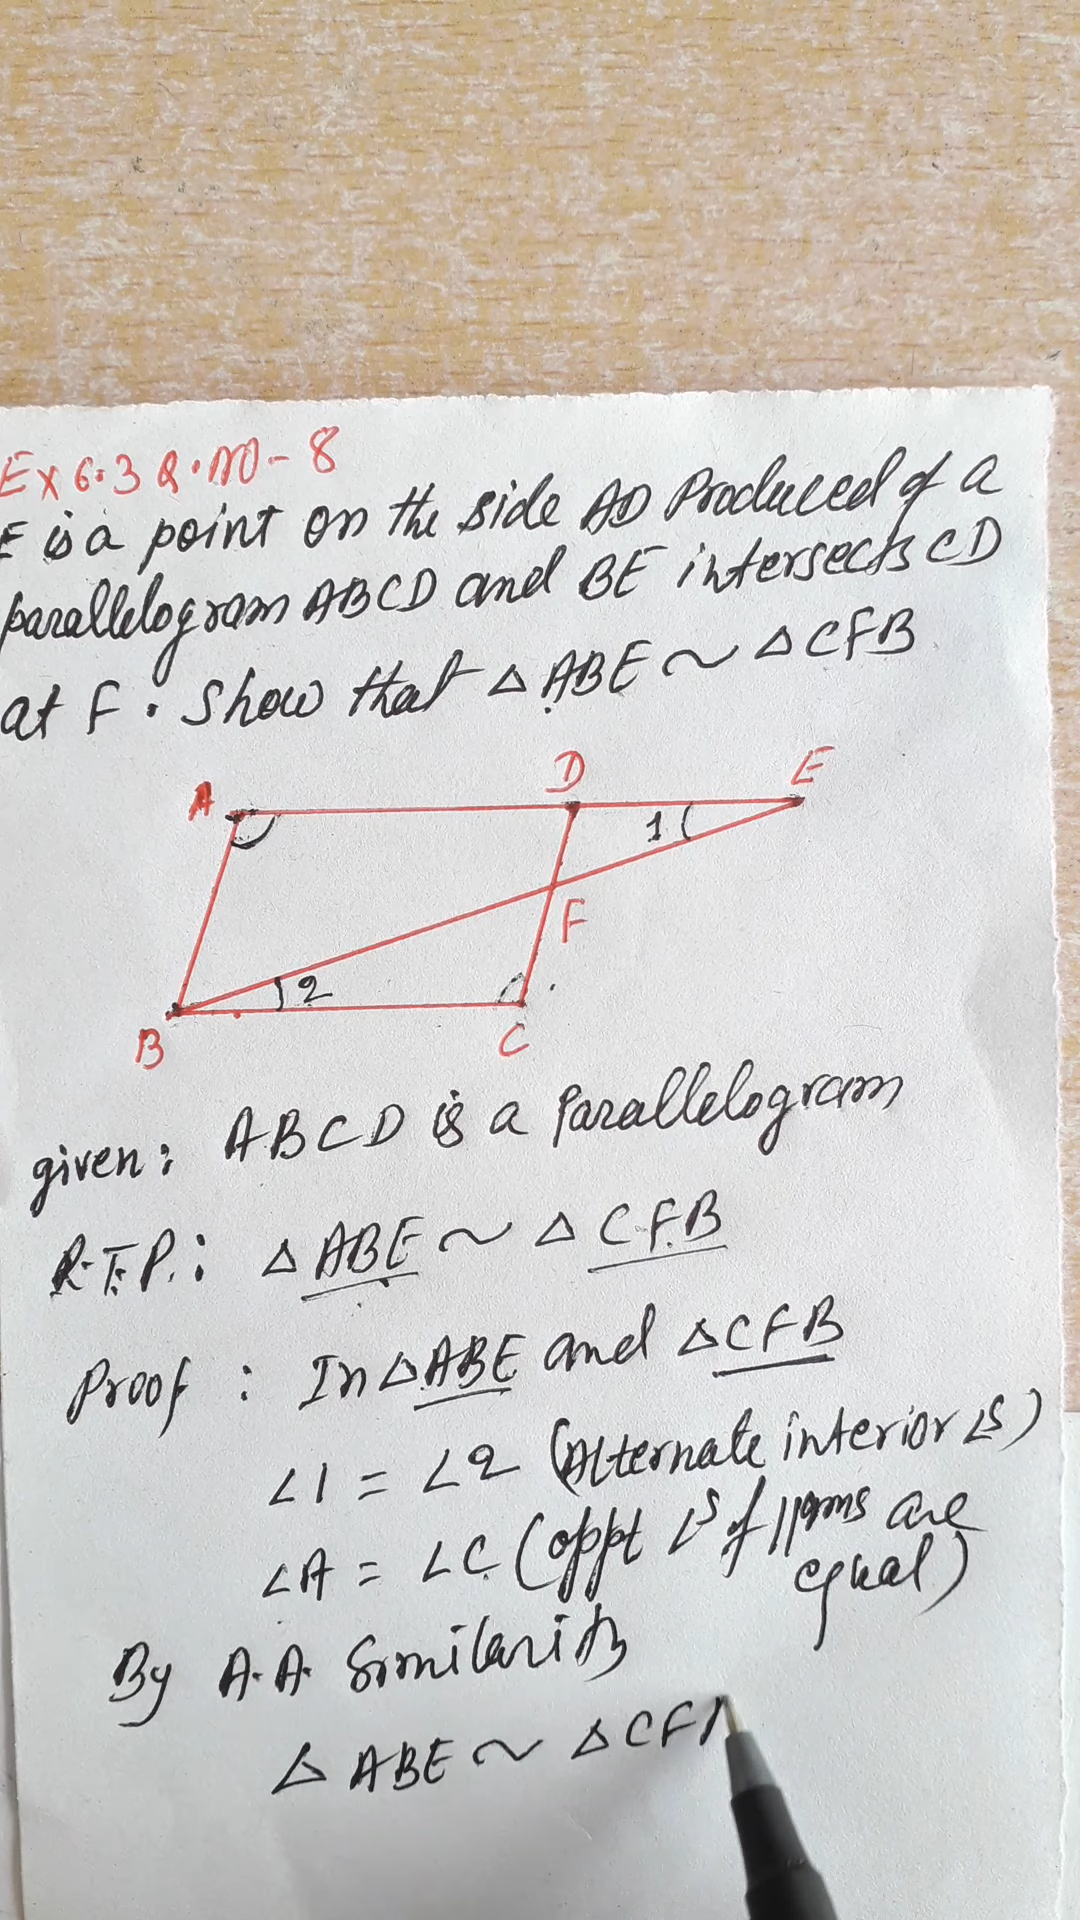 Ex 6.3 Q.NO-8
E is a point on the side AD Produced of a
parallelogram ABCD and BE intersects CD
at F. Show that △ABE ~ △CFB
A D E
1
F
2
B C
given: ABCD is a Parallelogram
R.T.P.: △ABE ~ △CFB
Proof: In △ABE and △CFB
∠1 = ∠2 (Alternate interior ∠s)
∠A = ∠C (oppt ∠s of ||gms are
equal)
By A.A. Similarity
△ABE ~ △CF